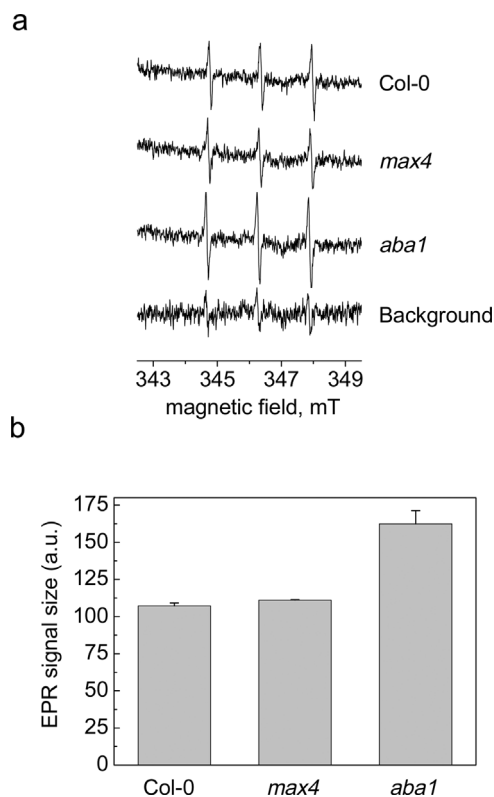 a
Col-0
max4
aba1
Background
343 345 347 349
magnetic field, mT
b
EPR signal size (a.u.)
175
150
125
100
75
50
25
0
Col-0 max4 aba1